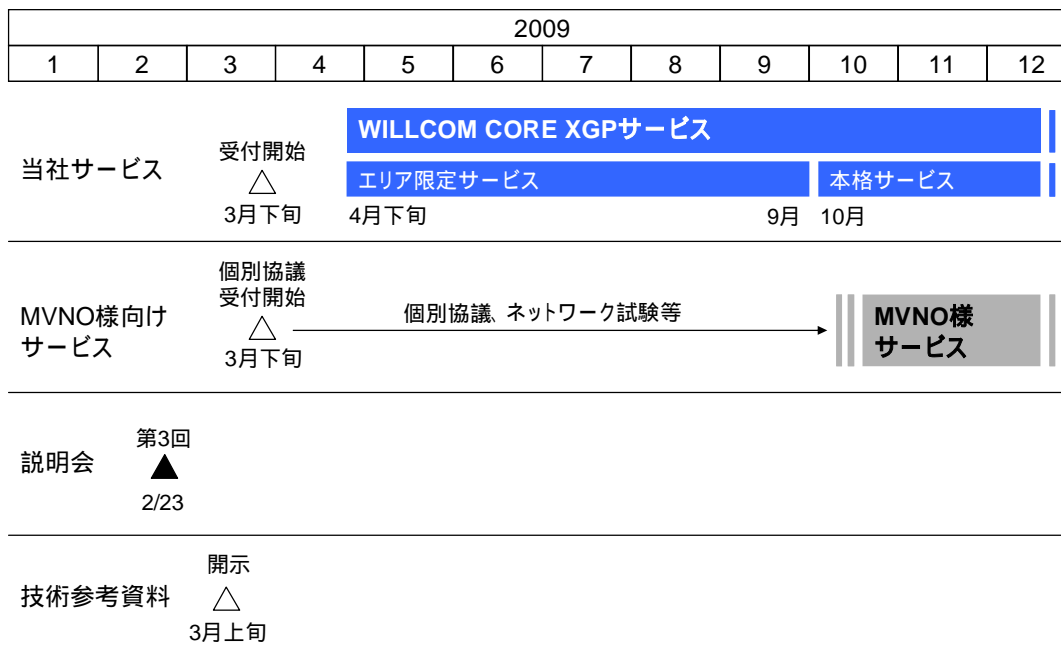 2009
1 2 3 4 5 6 7 8 9 10 11 12
当社サービス
受付開始
△
3月下旬
WILLCOM CORE XGPサービス
エリア限定サービス
本格サービス
4月下旬
9月
10月
MVNO様向け
サービス
個別協議
受付開始
△
3月下旬
個別協議、ネットワーク試験等
MVNO様
サービス
説明会
第3回
▲
2/23
技術参考資料
開示
△
3月上旬